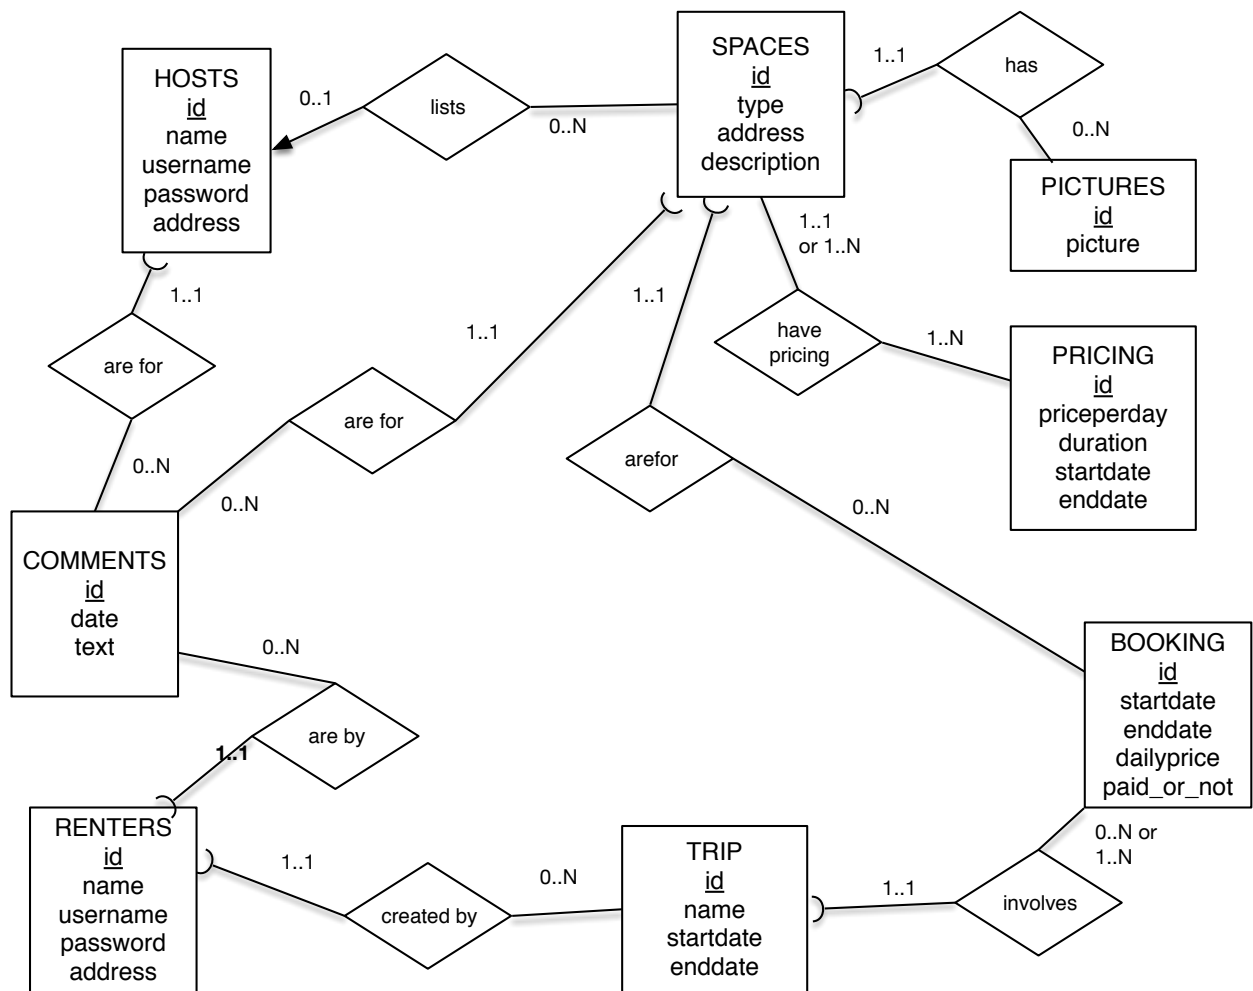 HOSTS
id
name
username
password
address
0..1
lists
0..N
SPACES
id
type
address
description
1..1
has
0..N
PICTURES
id
picture
1..1
are for
0..N
1..1
are for
0..N
1..1
arefor
0..N
1..1
or 1..N
have
pricing
1..N
PRICING
id
priceperday
duration
startdate
enddate
COMMENTS
id
date
text
0..N
are by
1..1
BOOKING
id
startdate
enddate
dailyprice
paid_or_not
RENTERS
id
name
username
password
address
1..1
created by
0..N
TRIP
id
name
startdate
enddate
1..1
involves
0..N or
1..N